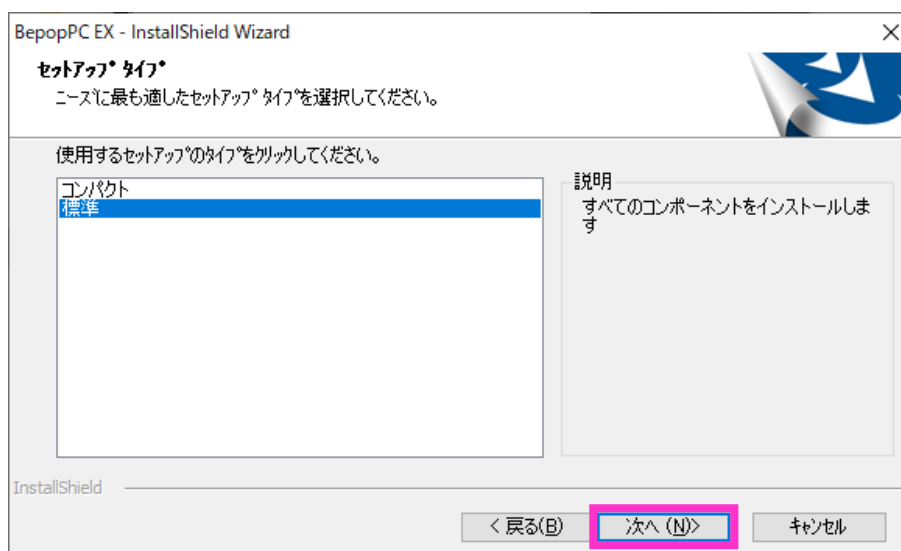 BepopPC EX - InstallShield Wizard
セットアップ タイプ
ニーズに最も適したセットアップ タイプを選択してください。
使用するセットアップのタイプをクリックしてください。
コンパクト
標準
説明
すべてのコンポーネントをインストールしま
す
InstallShield
< 戻る(B)
次へ (N)>
キャンセル